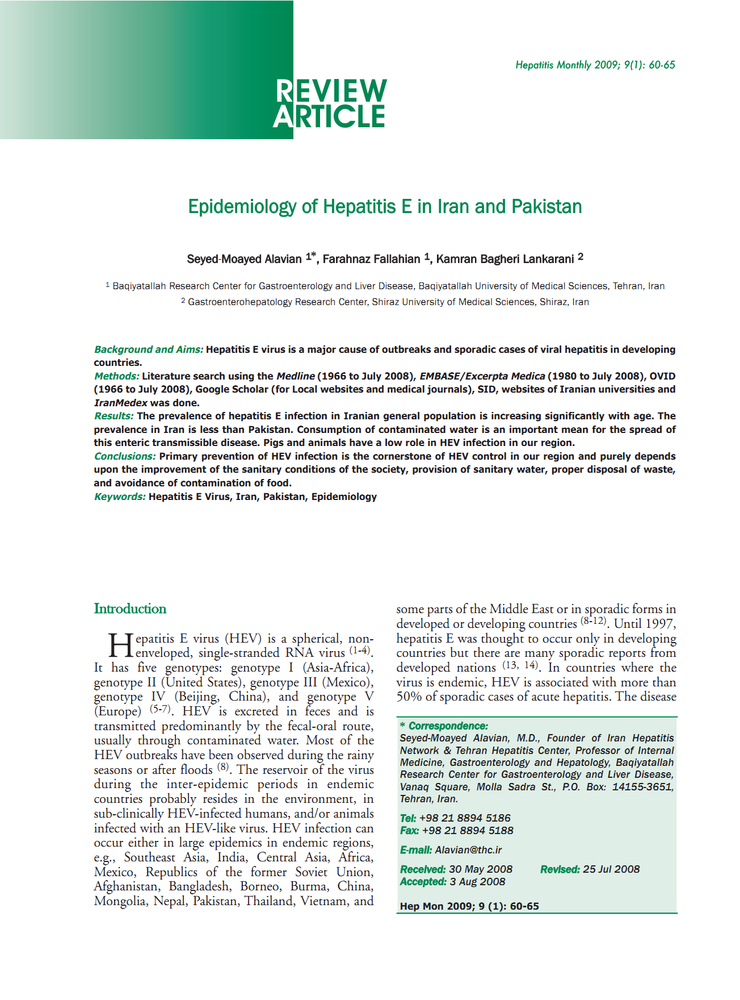 Hepatitis Monthly 2009; 9(1): 60-65
REVIEW
ARTICLE
Epidemiology of Hepatitis E in Iran and Pakistan
Seyed-Moayed Alavian 1*, Farahnaz Fallahian 1, Kamran Bagheri Lankarani 2
1 Baqiyatallah Research Center for Gastroenterology and Liver Disease, Baqiyatallah University of Medical Sciences, Tehran, Iran
2 Gastroenterohepatology Research Center, Shiraz University of Medical Sciences, Shiraz, Iran
Background and Aims: Hepatitis E virus is a major cause of outbreaks and sporadic cases of viral hepatitis in developing
countries.
Methods: Literature search using the Medline (1966 to July 2008), EMBASE/Excerpta Medica (1980 to July 2008), OVID
(1966 to July 2008), Google Scholar (for Local websites and medical journals), SID, websites of Iranian universities and
IranMedex was done.
Results: The prevalence of hepatitis E infection in Iranian general population is increasing significantly with age. The
prevalence in Iran is less than Pakistan. Consumption of contaminated water is an important mean for the spread of
this enteric transmissible disease. Pigs and animals have a low role in HEV infection in our region.
Conclusions: Primary prevention of HEV infection is the cornerstone of HEV control in our region and purely depends
upon the improvement of the sanitary conditions of the society, provision of sanitary water, proper disposal of waste,
and avoidance of contamination of food.
Keywords: Hepatitis E Virus, Iran, Pakistan, Epidemiology
Introduction
Hepatitis E virus (HEV) is a spherical, non-
enveloped, single-stranded RNA virus (1-4).
It has five genotypes: genotype I (Asia-Africa),
genotype II (United States), genotype III (Mexico),
genotype IV (Beijing, China), and genotype V
(Europe) (5-7). HEV is excreted in feces and is
transmitted predominantly by the fecal-oral route,
usually through contaminated water. Most of the
HEV outbreaks have been observed during the rainy
seasons or after floods (8). The reservoir of the virus
during the inter-epidemic periods in endemic
countries probably resides in the environment, in
sub-clinically HEV-infected humans, and/or animals
infected with an HEV-like virus. HEV infection can
occur either in large epidemics in endemic regions,
e.g., Southeast Asia, India, Central Asia, Africa,
Mexico, Republics of the former Soviet Union,
Afghanistan, Bangladesh, Borneo, Burma, China,
Mongolia, Nepal, Pakistan, Thailand, Vietnam, and
some parts of the Middle East or in sporadic forms in
developed or developing countries (8-12). Until 1997,
hepatitis E was thought to occur only in developing
countries but there are many sporadic reports from
developed nations (13, 14). In countries where the
virus is endemic, HEV is associated with more than
50% of sporadic cases of acute hepatitis. The disease
* Correspondence:
Seyed-Moayed Alavian, M.D., Founder of Iran Hepatitis
Network & Tehran Hepatitis Center, Professor of Internal
Medicine, Gastroenterology and Hepatology, Baqiyatallah
Research Center for Gastroenterology and Liver Disease,
Vanaq Square, Molla Sadra St., P.O. Box: 14155-3651,
Tehran, Iran.
Tel: +98 21 8894 5186
Fax: +98 21 8894 5188
E-mail: Alavian@thc.ir
Received: 30 May 2008 Revised: 25 Jul 2008
Accepted: 3 Aug 2008
Hep Mon 2009; 9 (1): 60-65